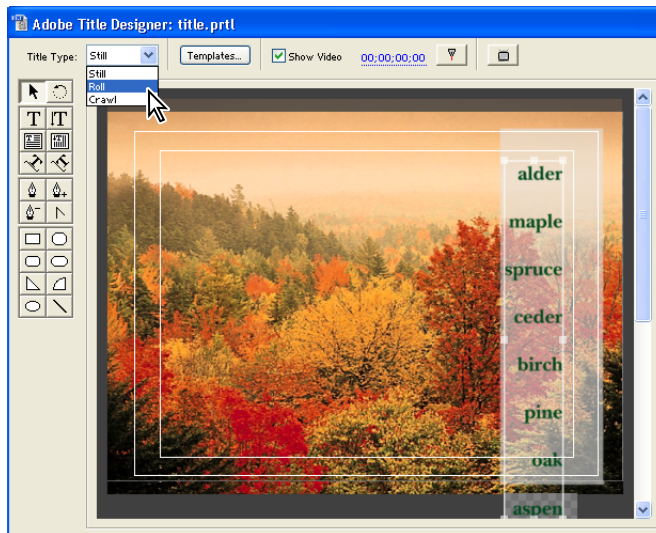 Adobe Title Designer: title.prtl
Title Type: Still Templates... Show Video 00;00;00;00
Still
Roll
Crawl
T IT
alder
maple
spruce
ceder
birch
pine
oak
aspen